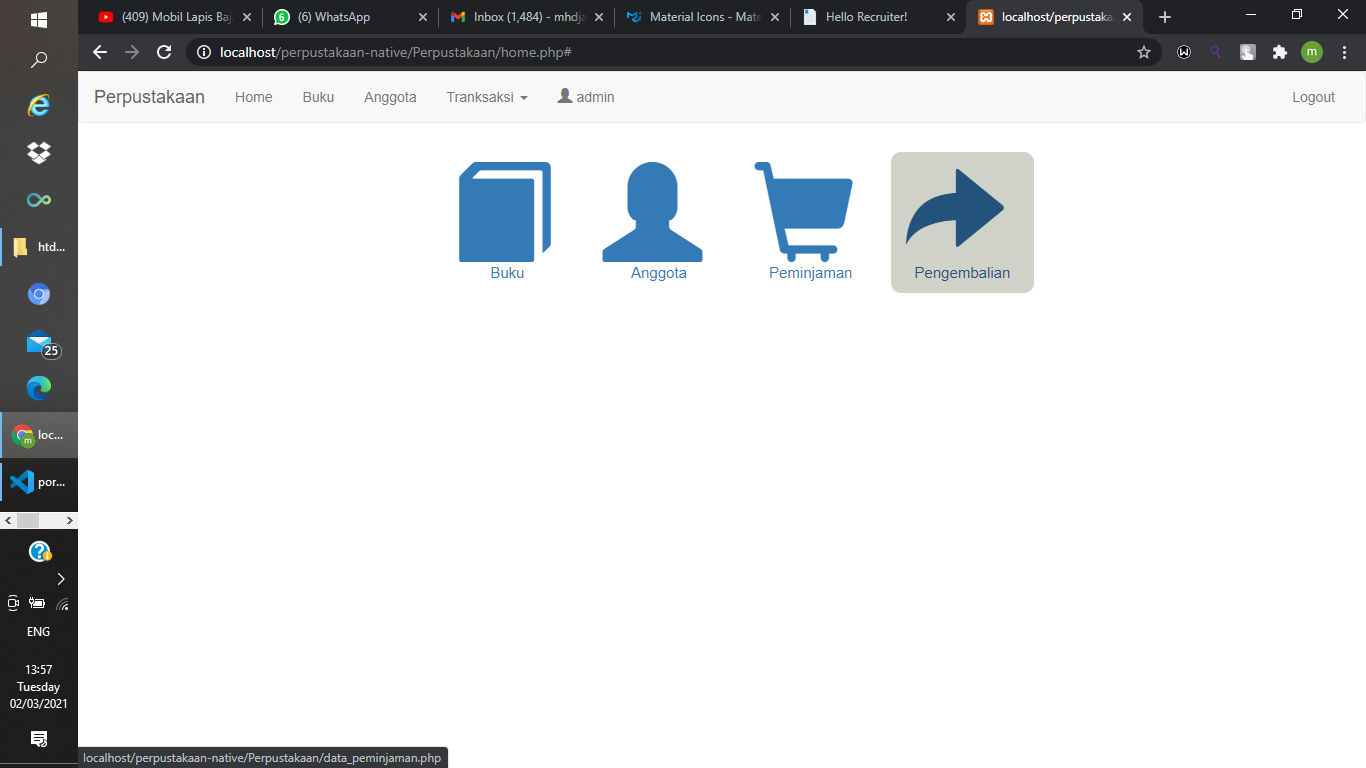 (409) Mobil Lapis Baj
(6) WhatsApp
Inbox (1,484) - mhdja
Material Icons - Mate
Hello Recruiter!
localhost/perpustaka
localhost/perpustakaan-native/Perpustakaan/home.php#
m
Perpustakaan
Home
Buku
Anggota
Tranksaksi
admin
Logout
Buku
Anggota
Peminjaman
Pengembalian
htd...
25
loc...
por...
ENG
13:57
Tuesday
02/03/2021
localhost/perpustakaan-native/Perpustakaan/data_peminjaman.php